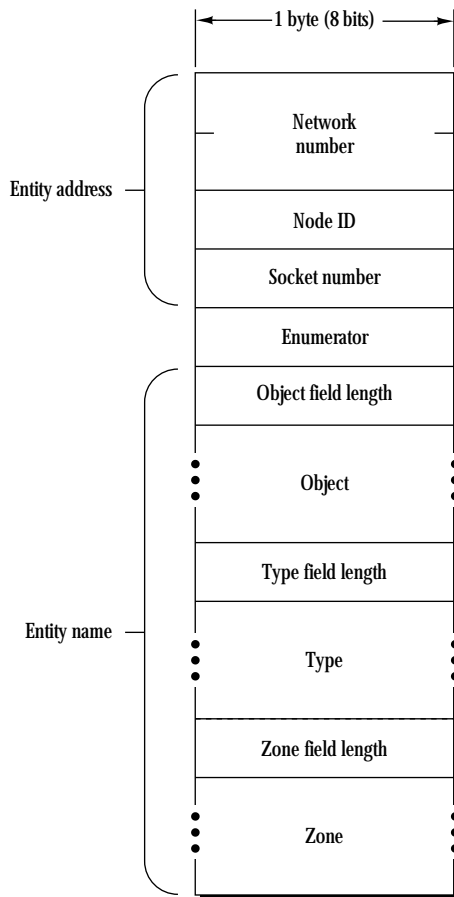 1 byte (8 bits)
Network
number
Entity address
Node ID
Socket number
Enumerator
Object field length
Object
Type field length
Entity name
Type
Zone field length
Zone